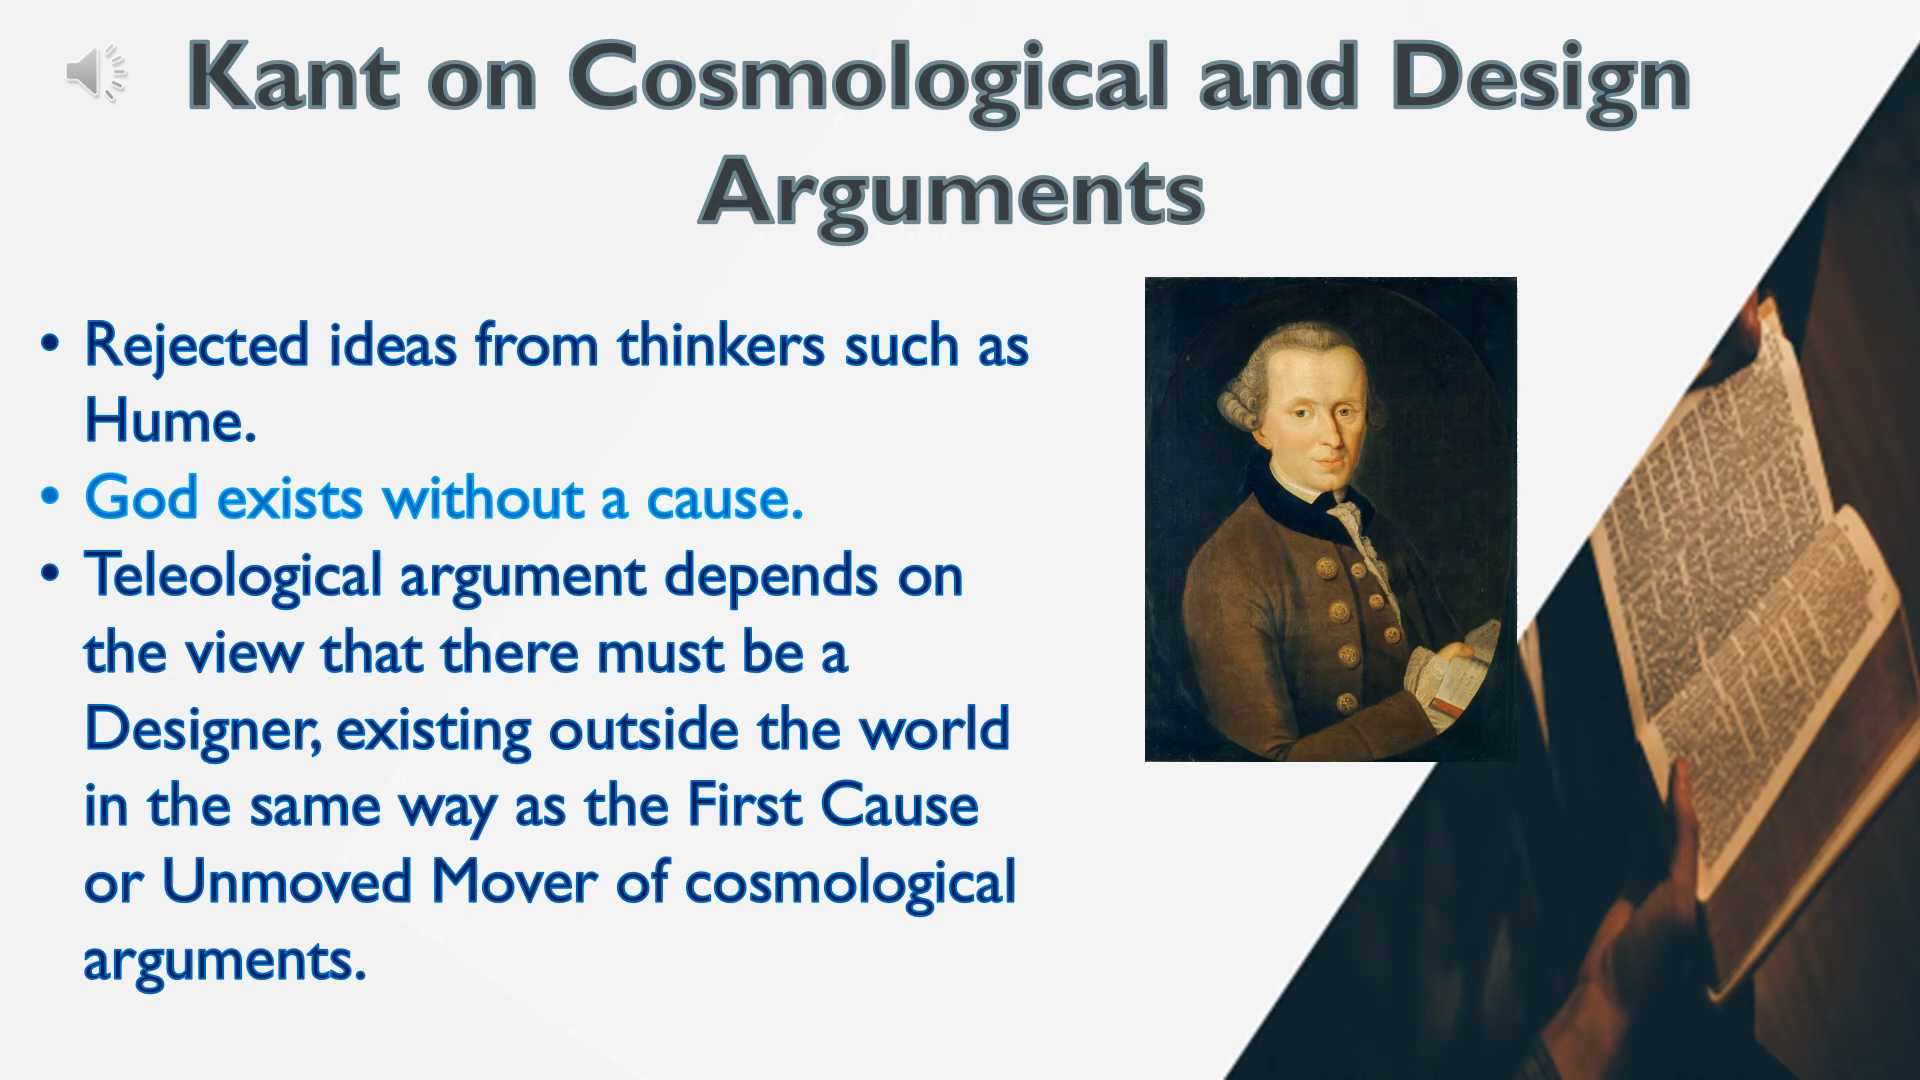 Kant on Cosmological and Design
Arguments
• Rejected ideas from thinkers such as
Hume.
• God exists without a cause.
• Teleological argument depends on
the view that there must be a
Designer, existing outside the world
in the same way as the First Cause
or Unmoved Mover of cosmological
arguments.